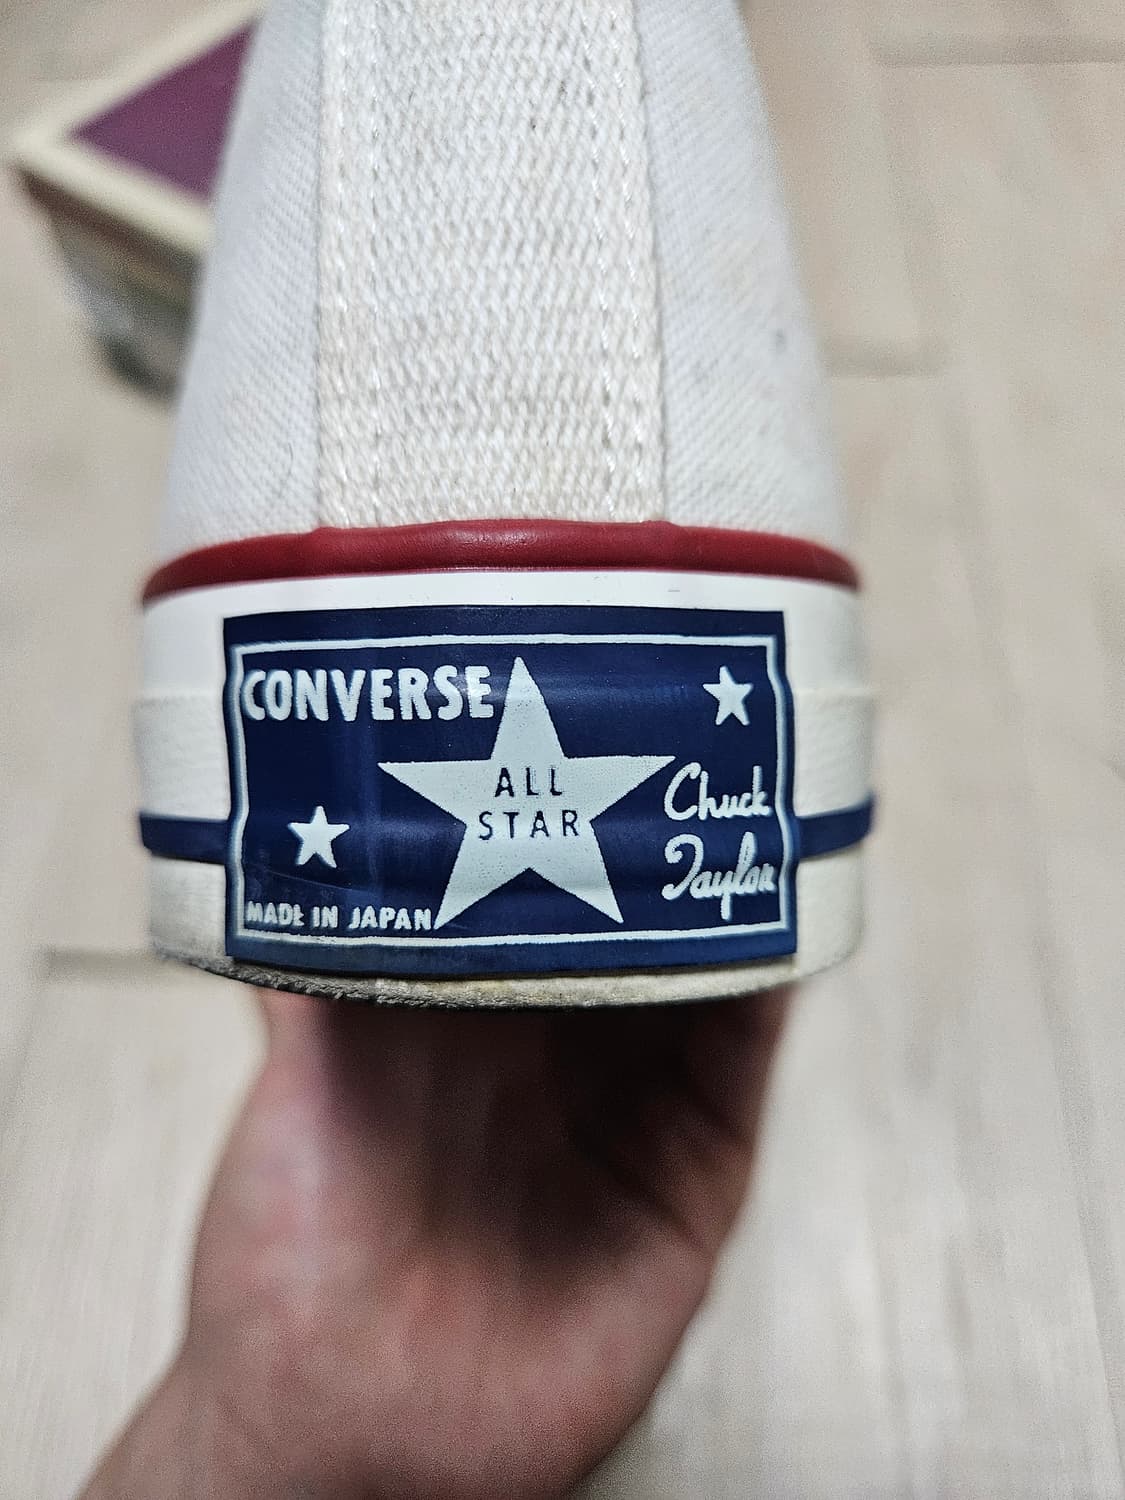 CONVERSE
ALL
STAR
Chuck
Taylor
MADE IN JAPAN